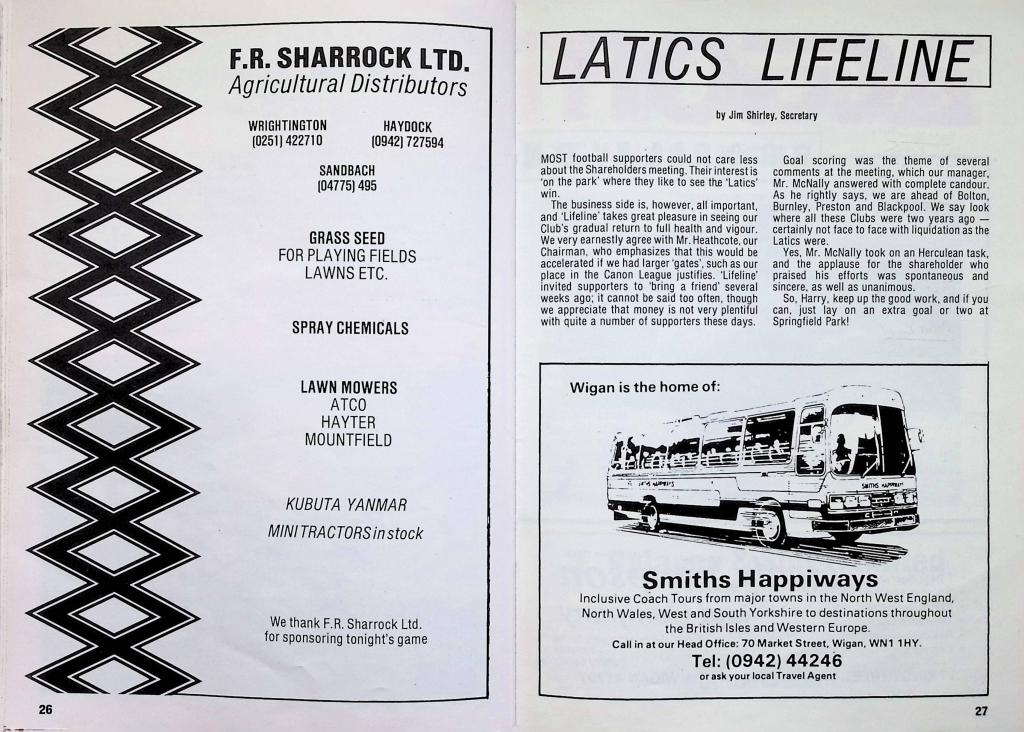 F.R. SHARROCK LTD.
Agricultural Distributors
WRIGHTINGTON
(0251) 422710
HAYDOCK
(0942) 727594
SANDBACH
(04775) 495
GRASS SEED
FOR PLAYING FIELDS
LAWNS ETC.
SPRAY CHEMICALS
LAWN MOWERS
ATCO
HAYTER
MOUNTFIELD
KUBUTA YANMAR
MINI TRACTORS in stock
We thank F.R. Sharrock Ltd.
for sponsoring tonight's game
26
LATICS LIFELINE
by Jim Shirley, Secretary
MOST football supporters could not care less
about the Shareholders meeting. Their interest is
'on the park' where they like to see the 'Latics'
win.
The business side is, however, all important,
and 'Lifeline' takes great pleasure in seeing our
Club's gradual return to full health and vigour.
We very earnestly agree with Mr. Heathcote, our
Chairman, who emphasizes that this would be
accelerated if we had larger 'gates', such as our
place in the Canon League justifies. 'Lifeline'
invited supporters to 'bring a friend' several
weeks ago; it cannot be said too often, though
we appreciate that money is not very plentiful
with quite a number of supporters these days.
Goal scoring was the theme of several
comments at the meeting, which our manager,
Mr. McNally answered with complete candour.
As he rightly says, we are ahead of Bolton,
Burnley, Preston and Blackpool. We say look
where all these Clubs were two years ago —
certainly not face to face with liquidation as the
Latics were.
Yes, Mr. McNally took on an Herculean task,
and the applause for the shareholder who
praised his efforts was spontaneous and
sincere, as well as unanimous.
So, Harry, keep up the good work, and if you
can, just lay on an extra goal or two at
Springfield Park!
Wigan is the home of:
SMITHS HAPPIWAYS
SMITHS HAPPIWAYS
Smiths Happiways
Inclusive Coach Tours from major towns in the North West England,
North Wales, West and South Yorkshire to destinations throughout
the British Isles and Western Europe.
Call in at our Head Office: 70 Market Street, Wigan, WN1 1HY.
Tel: (0942) 44246
or ask your local Travel Agent
27